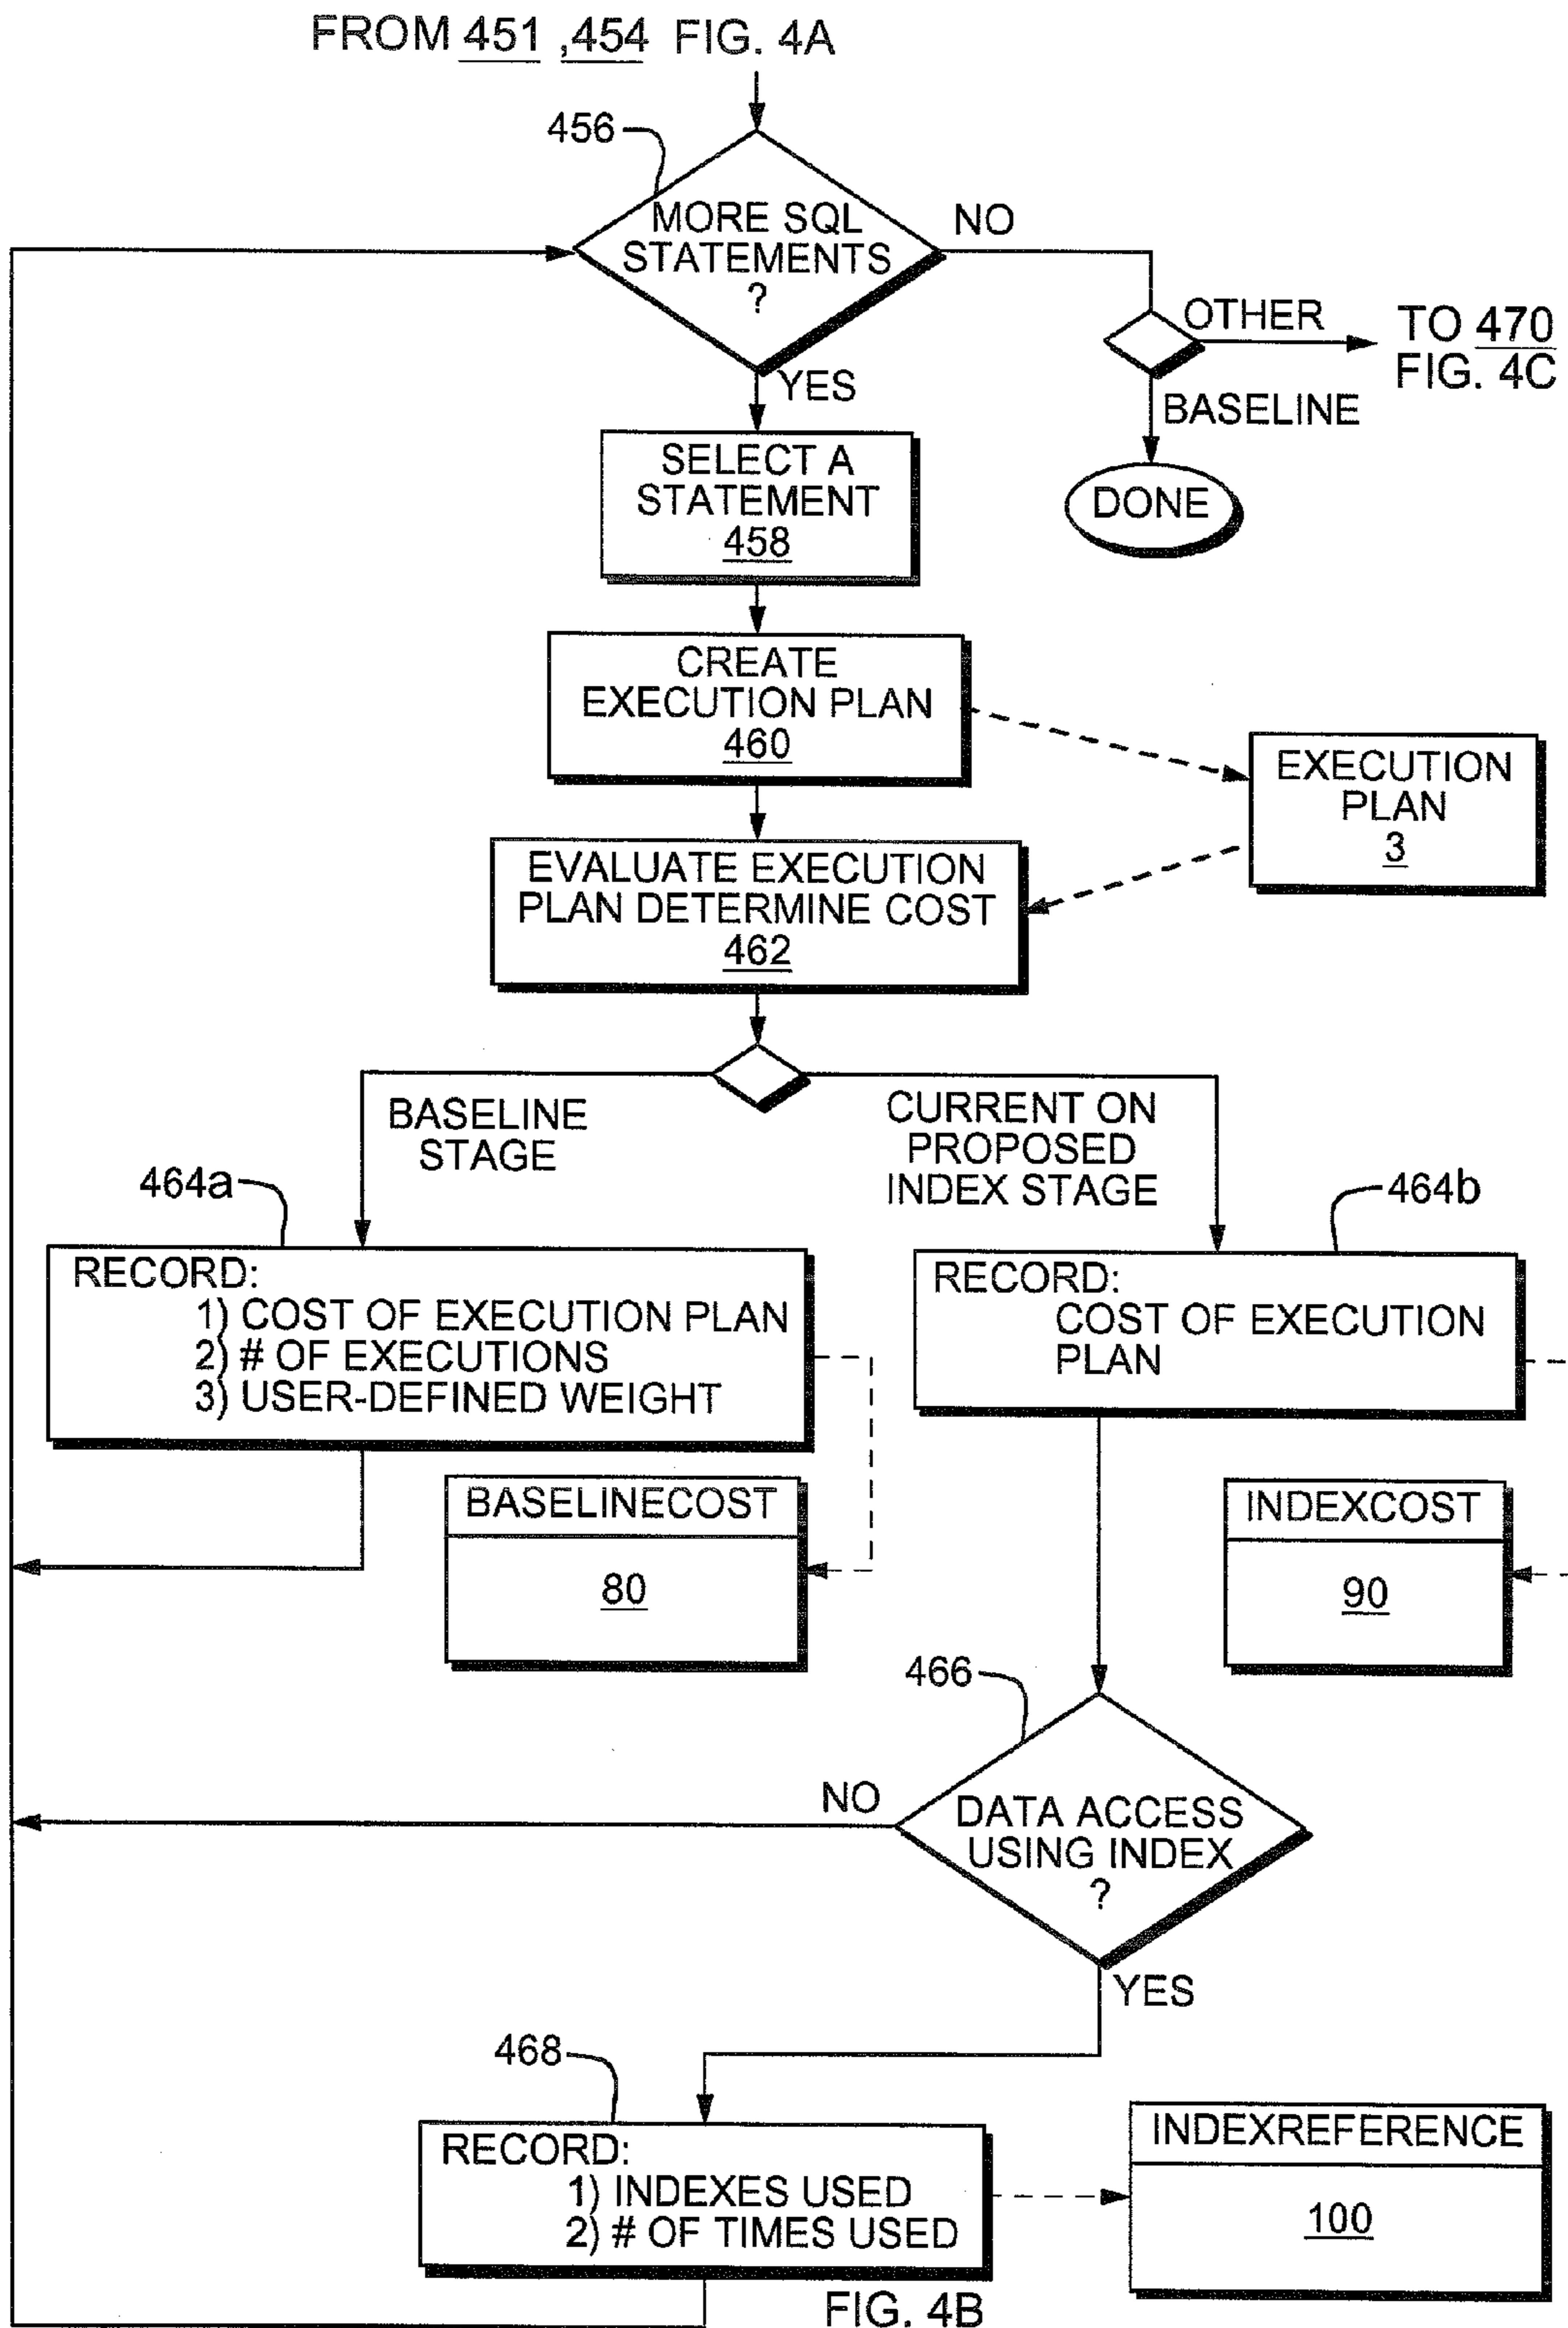 FROM 451 ,454 FIG. 4A
456
MORE SQL
STATEMENTS
?
NO
OTHER
TO 470
FIG. 4C
BASELINE
DONE
YES
SELECT A
STATEMENT
458
CREATE
EXECUTION PLAN
460
EXECUTION
PLAN
3
EVALUATE EXECUTION
PLAN DETERMINE COST
462
BASELINE
STAGE
CURRENT ON
PROPOSED
INDEX STAGE
464a
464b
RECORD:
1) COST OF EXECUTION PLAN
2) # OF EXECUTIONS
3) USER-DEFINED WEIGHT
RECORD:
COST OF EXECUTION
PLAN
BASELINECOST
80
INDEXCOST
90
466
NO
DATA ACCESS
USING INDEX
?
YES
468
RECORD:
1) INDEXES USED
2) # OF TIMES USED
INDEXREFERENCE
100
FIG. 4B